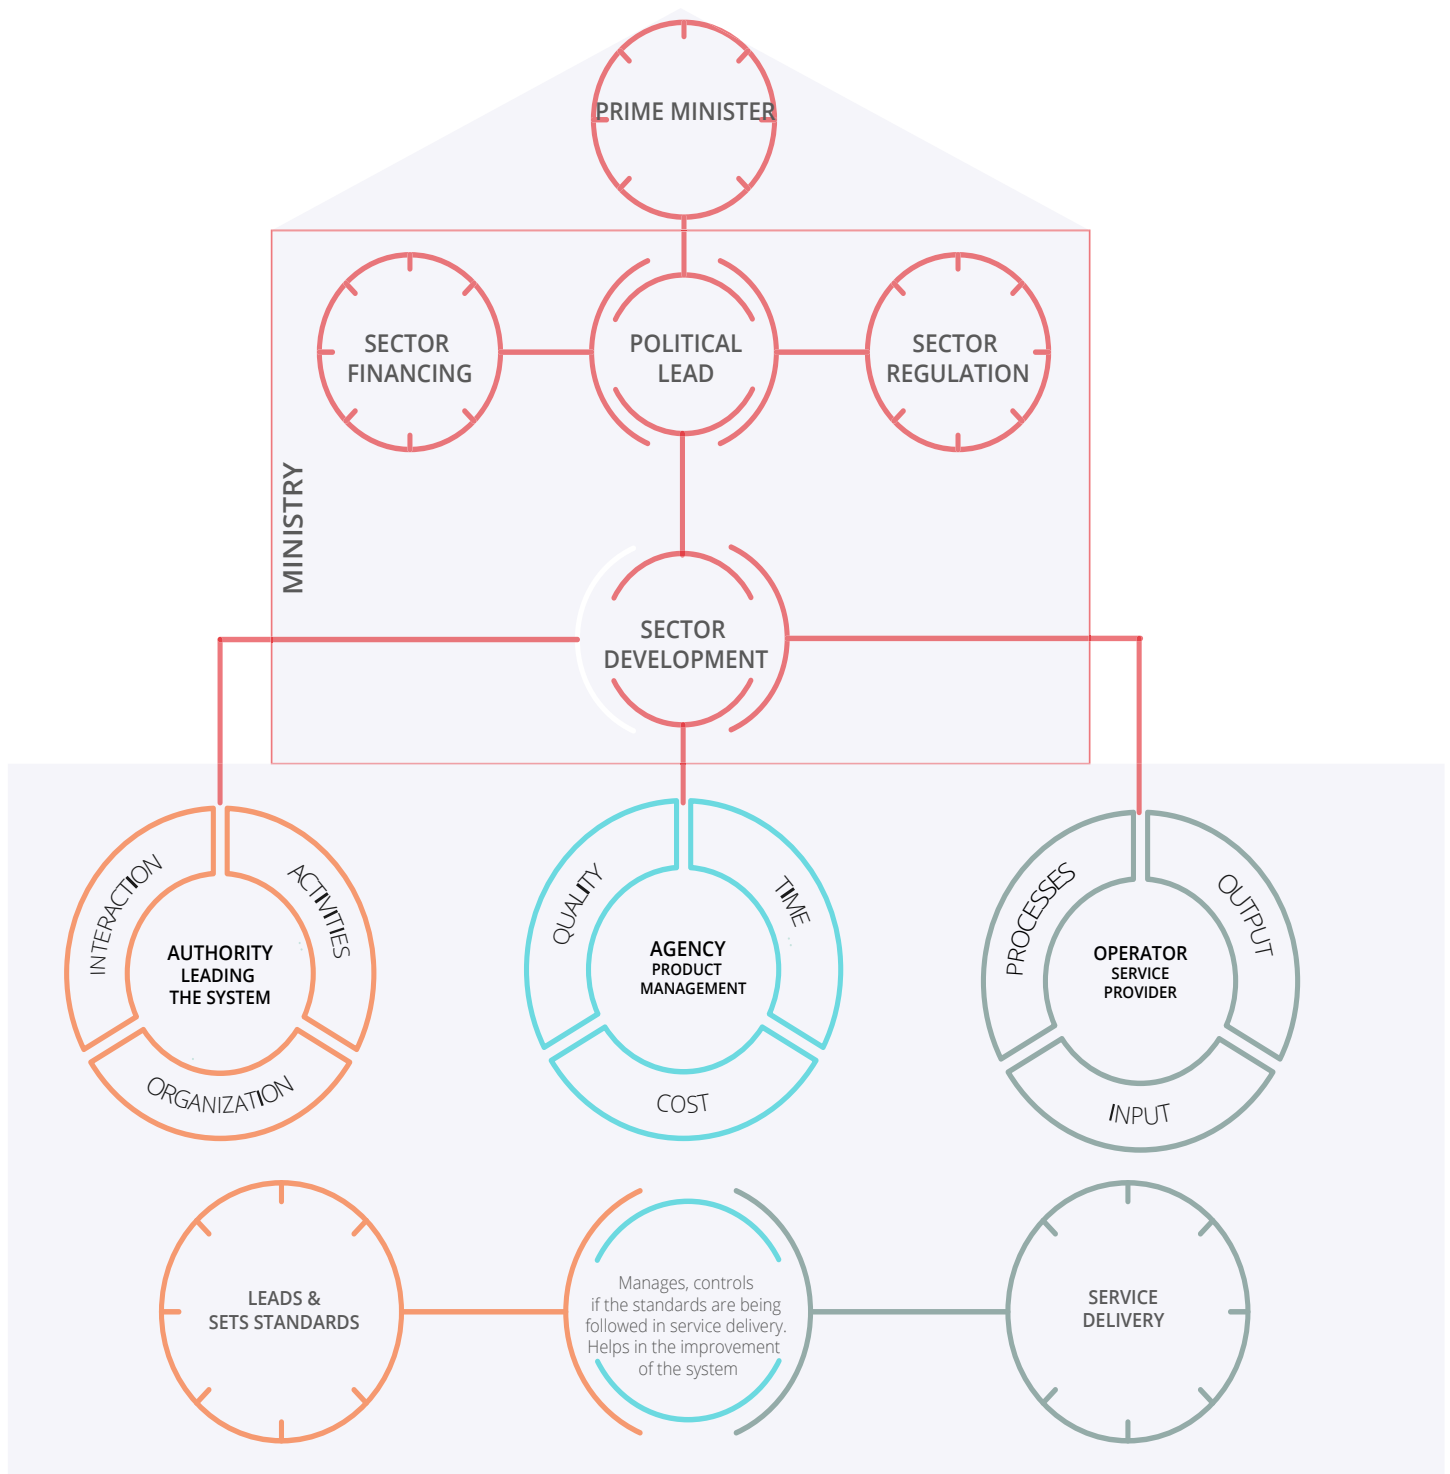 PRIME MINISTER
SECTOR
FINANCING
POLITICAL
LEAD
SECTOR
REGULATION
MINISTRY
SECTOR
DEVELOPMENT
INTERACTION
ACTIVITIES
AUTHORITY
LEADING
THE SYSTEM
ORGANIZATION
QUALITY
TIME
AGENCY
PRODUCT
MANAGEMENT
COST
PROCESSES
OUTPUT
OPERATOR
SERVICE
PROVIDER
INPUT
LEADS &
SETS STANDARDS
Manages, controls
if the standards are being
followed in service delivery.
Helps in the improvement
of the system
SERVICE
DELIVERY